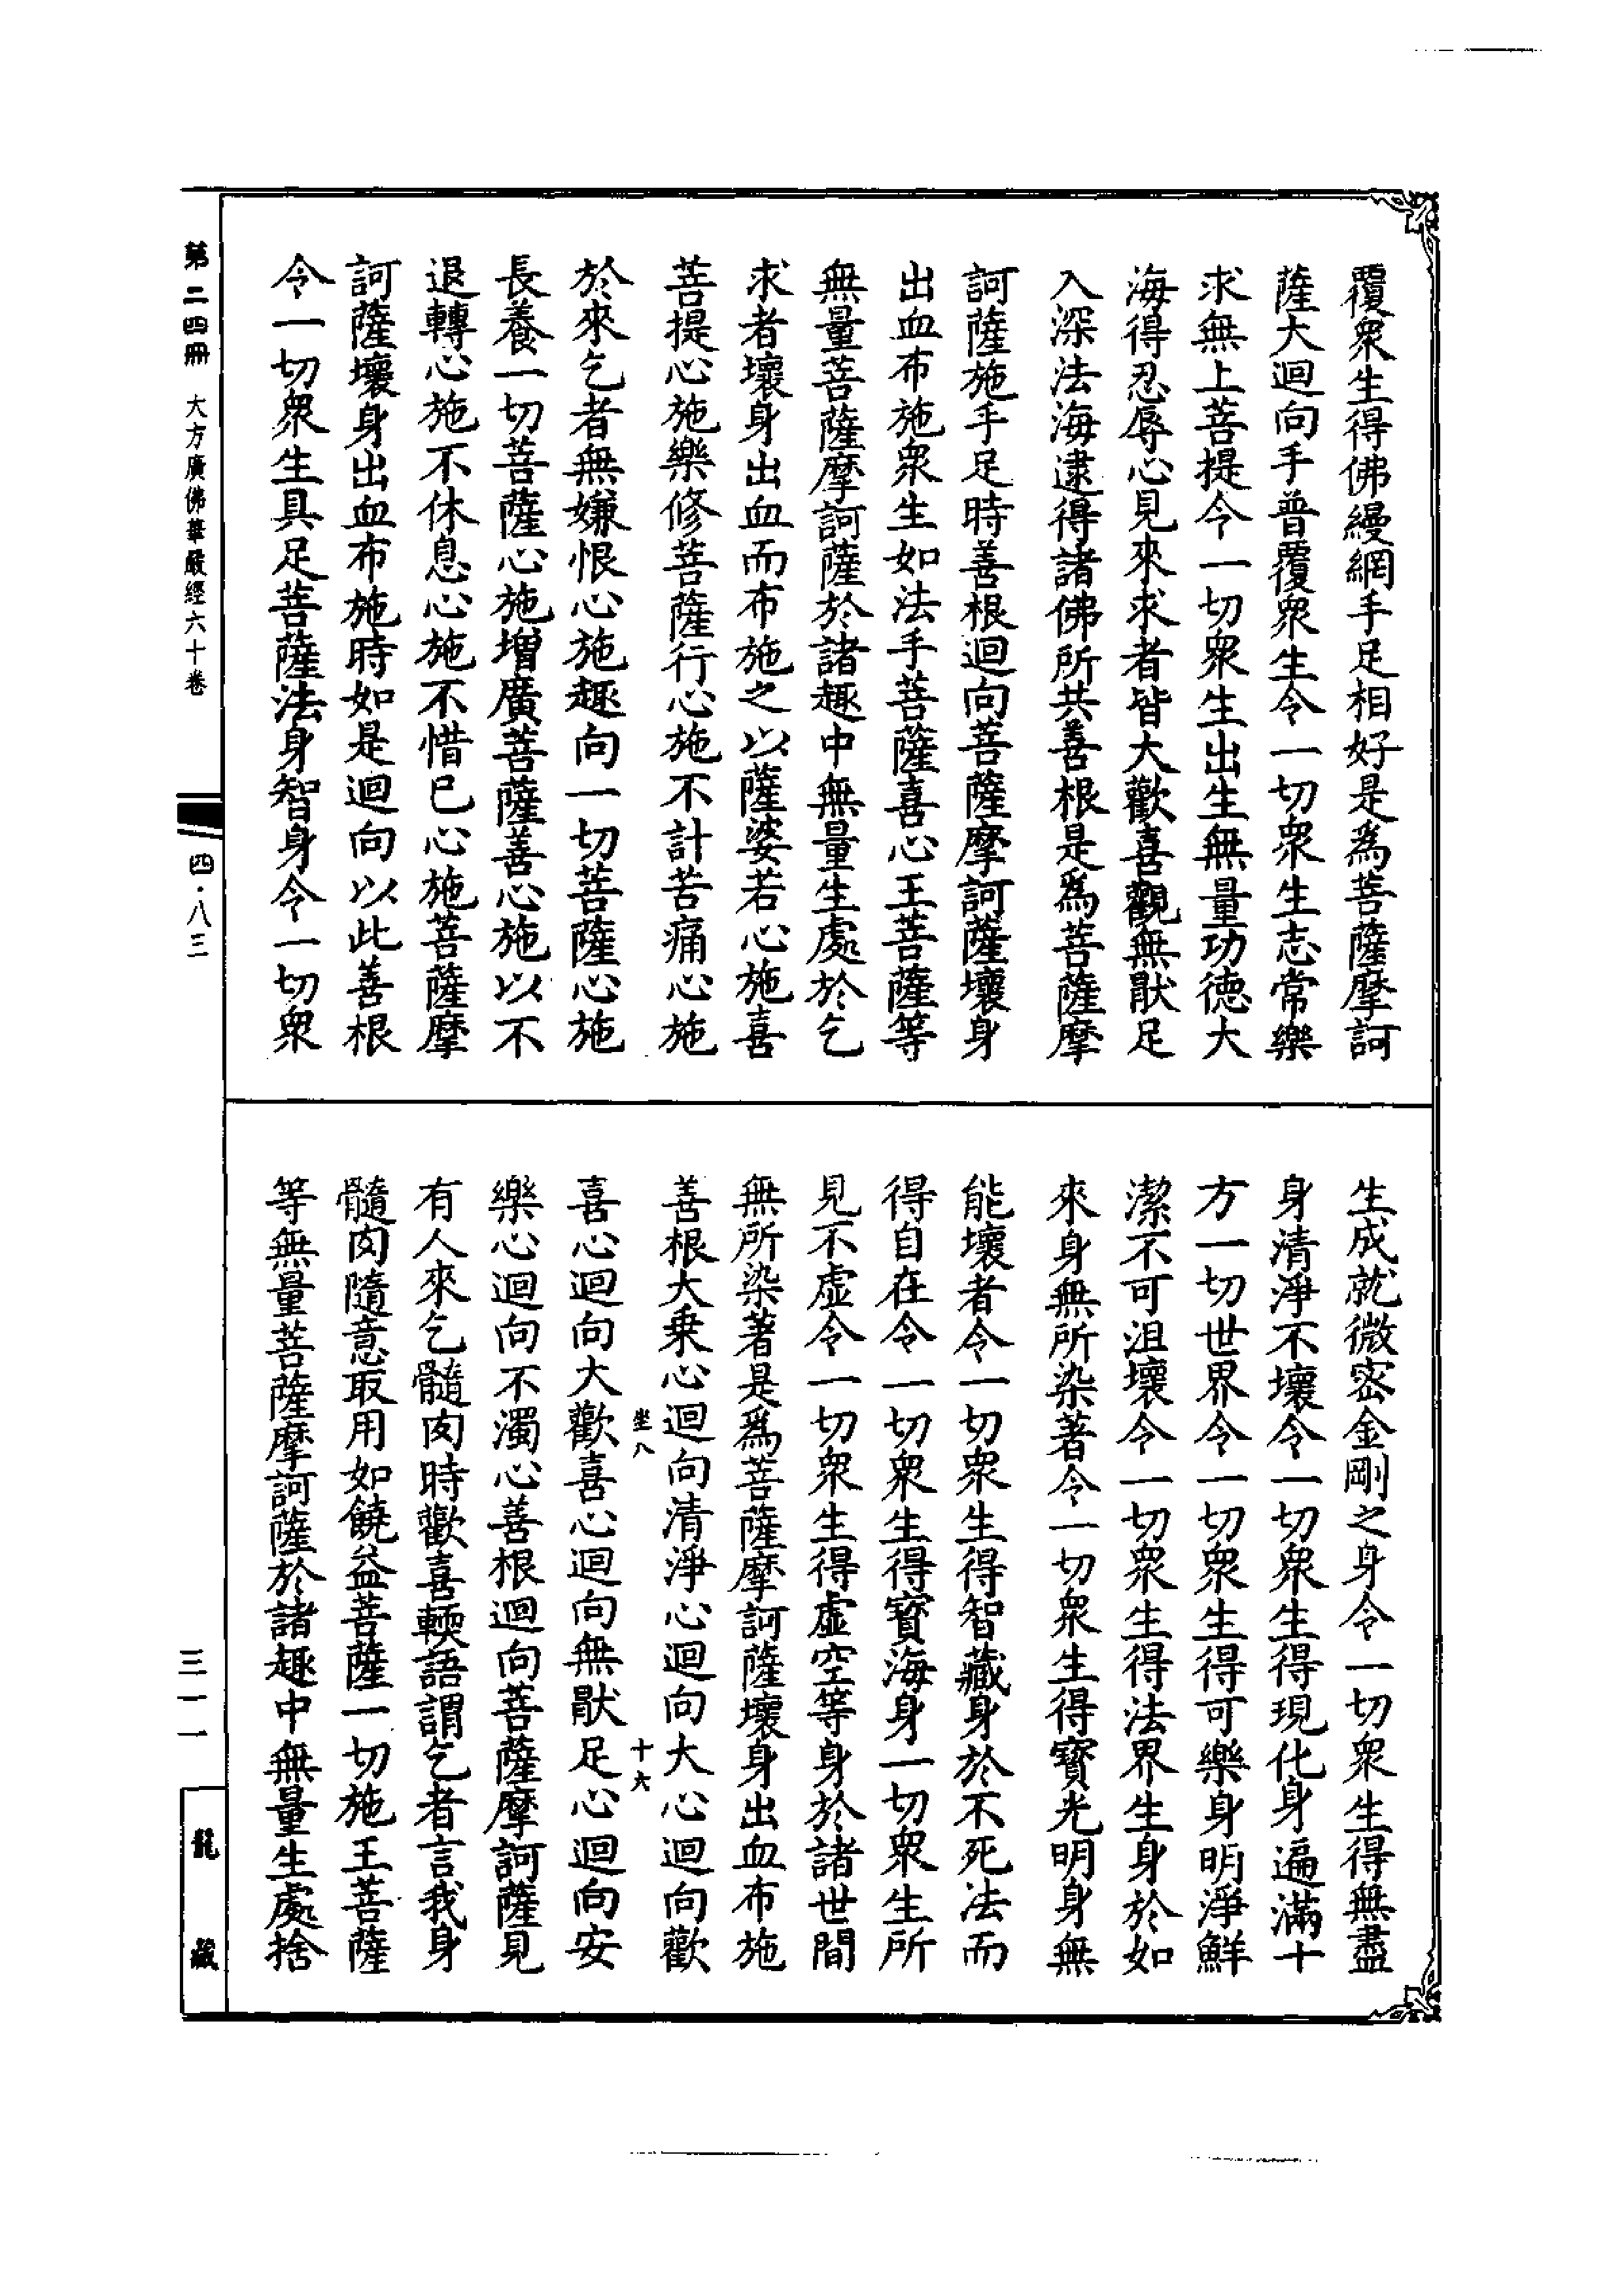 覆衆生得佛縵網手足相好是爲菩薩摩訶
薩大迴向手普覆衆生令一切衆生志常樂
求無上菩提令一切衆生出生無量功德大
海得忍辱心見來求者皆大歡喜觀無猒足
入深法海逮得諸佛所共善根是爲菩薩摩
訶薩施手足時善根迴向菩薩摩訶薩壞身
出血布施衆生如法手菩薩喜心王菩薩等
無量菩薩摩訶薩於諸趣中無量生處於乞
求者壞身出血而布施之以薩婆若心施喜
菩提心施樂修菩薩行心施不計苦痛心施
於來乞者無嫌恨心施趣向一切菩薩心施
長養一切菩薩心施增廣菩薩善心施以不
退轉心施不休息心施不惜已心施菩薩摩
訶薩壞身出血布施時如是迴向以此善根
令一切衆生具足菩薩法身智身令一切衆
生成就微密金剛之身令一切衆生得無盡
身清淨不壞令一切衆生得現化身遍滿十
方一切世界令一切衆生得可樂身明淨鮮
潔不可沮壞令一切衆生得法界生身於如
來身無所染著令一切衆生得寶光明身無
能壞者令一切衆生得智藏身於不死法而
得自在令一切衆生得寶海身一切衆生所
見不虛令一切衆生得虛空等身於諸世間
無所染著是爲菩薩摩訶薩壞身出血布施
善根大乘心迴向清淨心迴向大心迴向歡
坐八 十六
喜心迴向大歡喜心迴向無猒足心迴向安
樂心迴向不濁心善根迴向菩薩摩訶薩見
有人來乞髓肉時歡喜輭語謂乞者言我身
髓肉隨意取用如饒益菩薩一切施王菩薩
等無量菩薩摩訶薩於諸趣中無量生處捨
第二四冊 大方廣佛華嚴經六十卷
四·八三
三一一
龍藏